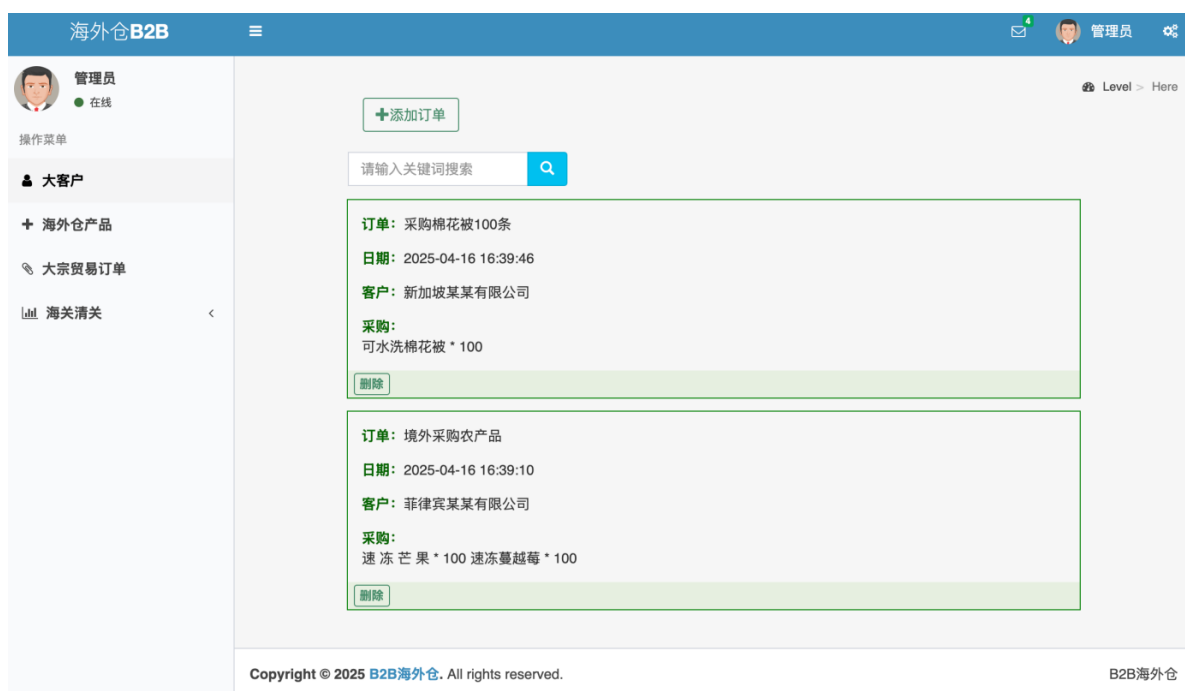 海外仓B2B
4
管理员
管理员
在线
操作菜单
大客户
海外仓产品
大宗贸易订单
海关清关
Level > Here
添加订单
请输入关键词搜索
订单：采购棉花被100条
日期：2025-04-16 16:39:46
客户：新加坡某某有限公司
采购：
可水洗棉花被 * 100
删除
订单：境外采购农产品
日期：2025-04-16 16:39:10
客户：菲律宾某某有限公司
采购：
速 冻 芒 果 * 100 速冻蔓越莓 * 100
删除
Copyright © 2025 B2B海外仓. All rights reserved.
B2B海外仓